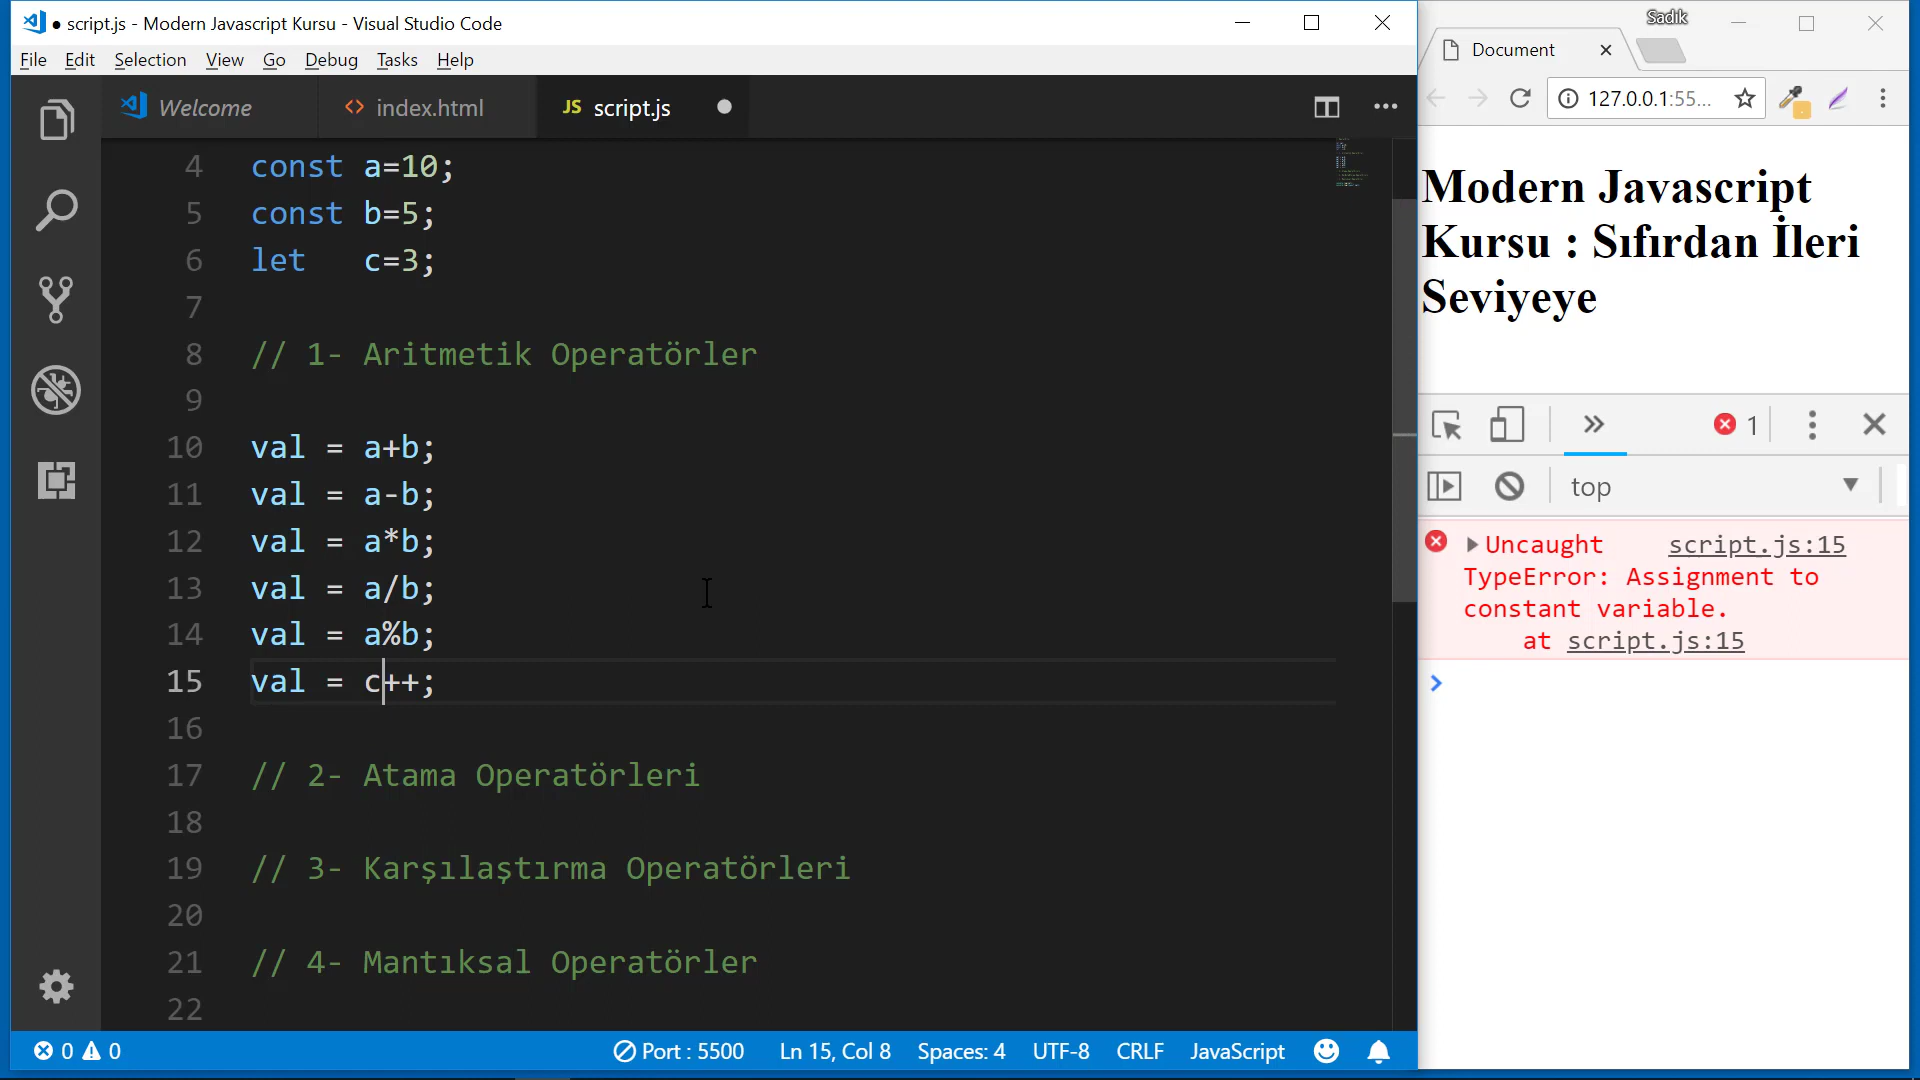 ● script.js - Modern Javascript Kursu - Visual Studio Code
File Edit Selection View Go Debug Tasks Help
Welcome
<> index.html
JS script.js
4 const a=10;
5 const b=5;
6 let   c=3;
7
8 // 1- Aritmetik Operatörler
9
10 val = a+b;
11 val = a-b;
12 val = a*b;
13 val = a/b;
14 val = a%b;
15 val = c++;
16
17 // 2- Atama Operatörleri
18
19 // 3- Karşılaştırma Operatörleri
20
21 // 4- Mantıksal Operatörler
22
0 0 Port : 5500 Ln 15, Col 8 Spaces: 4 UTF-8 CRLF JavaScript
Sadik
Document
127.0.0.1:55...
Modern Javascript
Kursu : Sıfırdan İleri
Seviyeye
1
top
Uncaught script.js:15
TypeError: Assignment to
constant variable.
at script.js:15